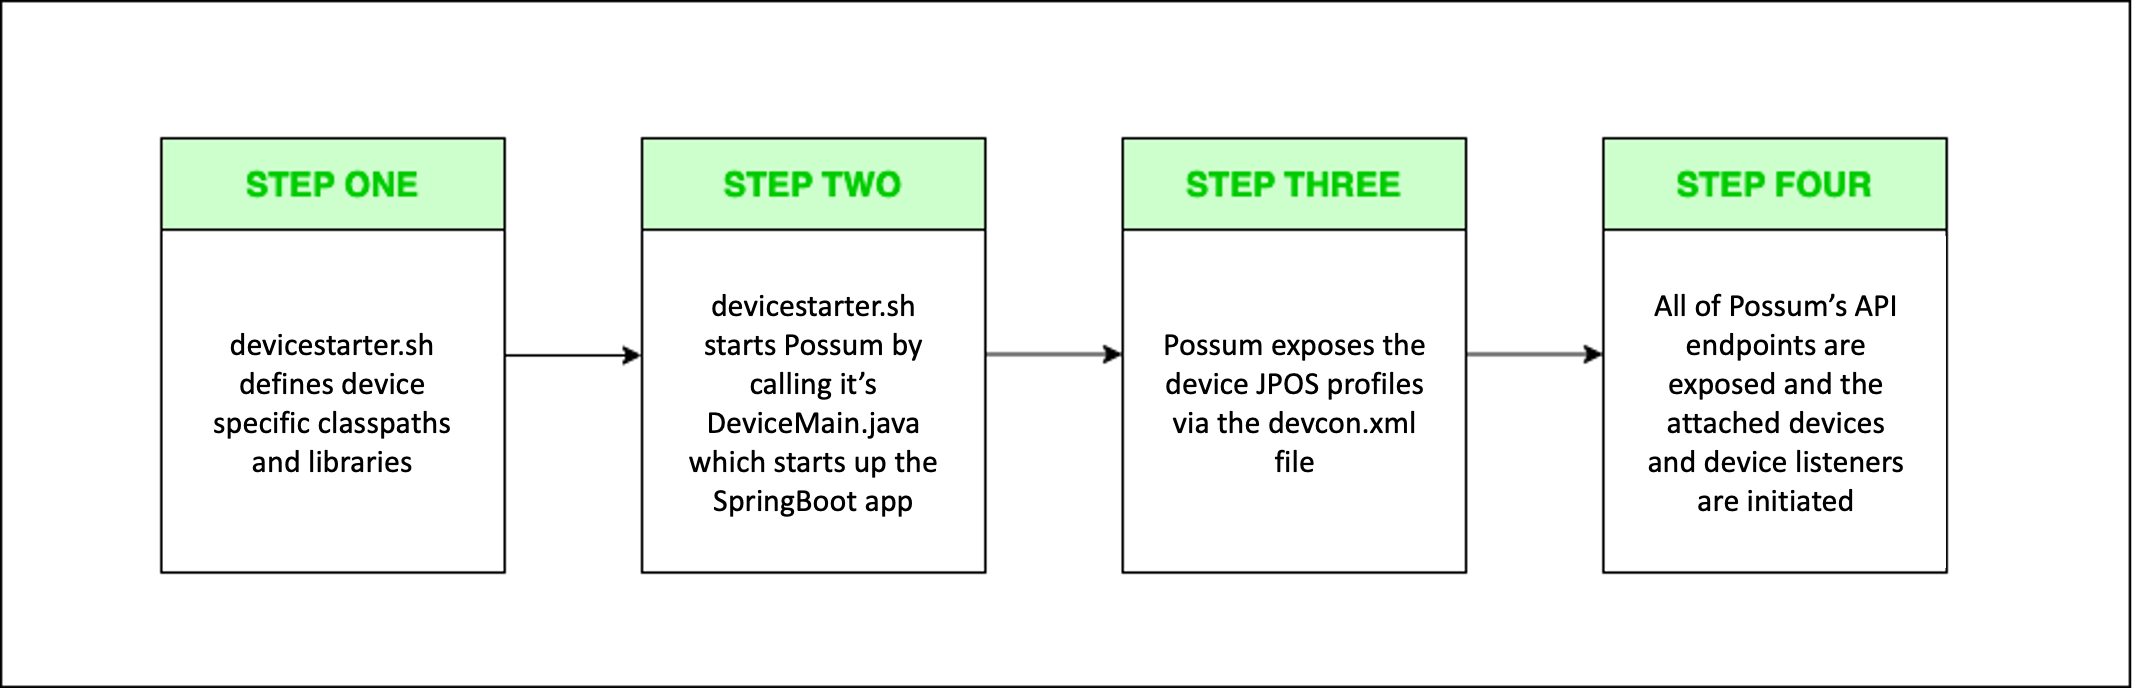 STEP ONE
devicestarter.sh
defines device
specific classpaths
and libraries
STEP TWO
devicestarter.sh
starts Possum by
calling it’s
DeviceMain.java
which starts up the
SpringBoot app
STEP THREE
Possum exposes the
device JPOS profiles
via the devcon.xml
file
STEP FOUR
All of Possum’s API
endpoints are
exposed and the
attached devices
and device listeners
are initiated